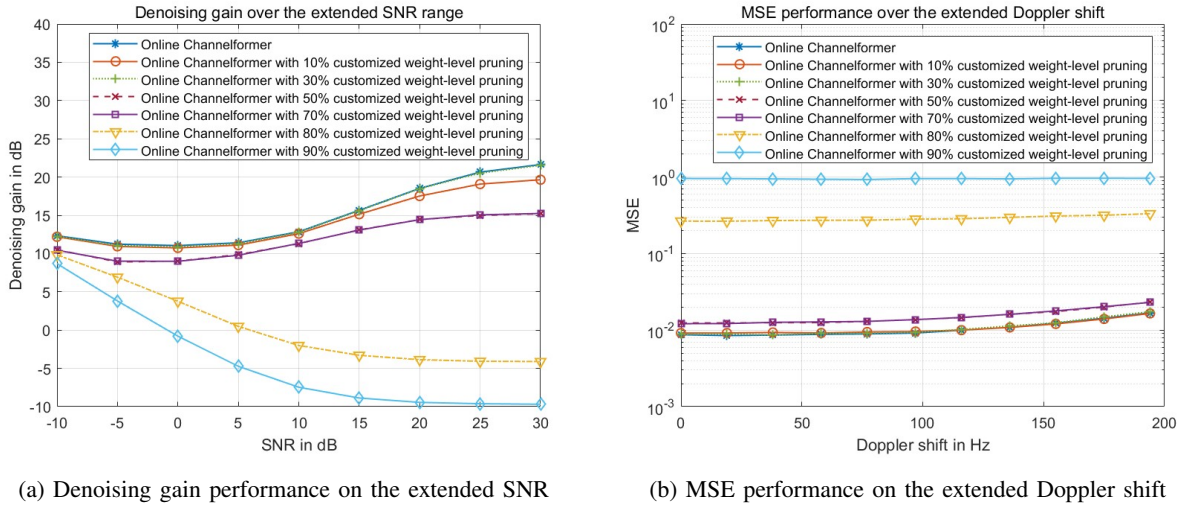 Denoising gain over the extended SNR range
40
35
30
25
20
15
10
5
0
-5
-10
Denoising gain in dB
Online Channelformer
Online Channelformer with 10% customized weight-level pruning
Online Channelformer with 30% customized weight-level pruning
Online Channelformer with 50% customized weight-level pruning
Online Channelformer with 70% customized weight-level pruning
Online Channelformer with 80% customized weight-level pruning
Online Channelformer with 90% customized weight-level pruning
-10 -5 0 5 10 15 20 25 30
SNR in dB
(a) Denoising gain performance on the extended SNR
MSE performance over the extended Doppler shift
10^2
10^1
10^0
10^-1
10^-2
10^-3
MSE
Online Channelformer
Online Channelformer with 10% customized weight-level pruning
Online Channelformer with 30% customized weight-level pruning
Online Channelformer with 50% customized weight-level pruning
Online Channelformer with 70% customized weight-level pruning
Online Channelformer with 80% customized weight-level pruning
Online Channelformer with 90% customized weight-level pruning
0 50 100 150 200
Doppler shift in Hz
(b) MSE performance on the extended Doppler shift